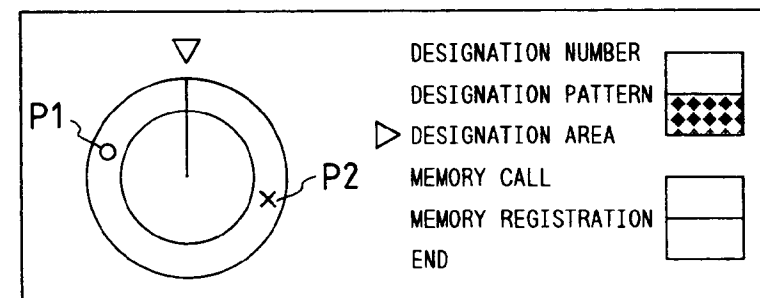 P1
P2
DESIGNATION NUMBER
DESIGNATION PATTERN
DESIGNATION AREA
MEMORY CALL
MEMORY REGISTRATION
END